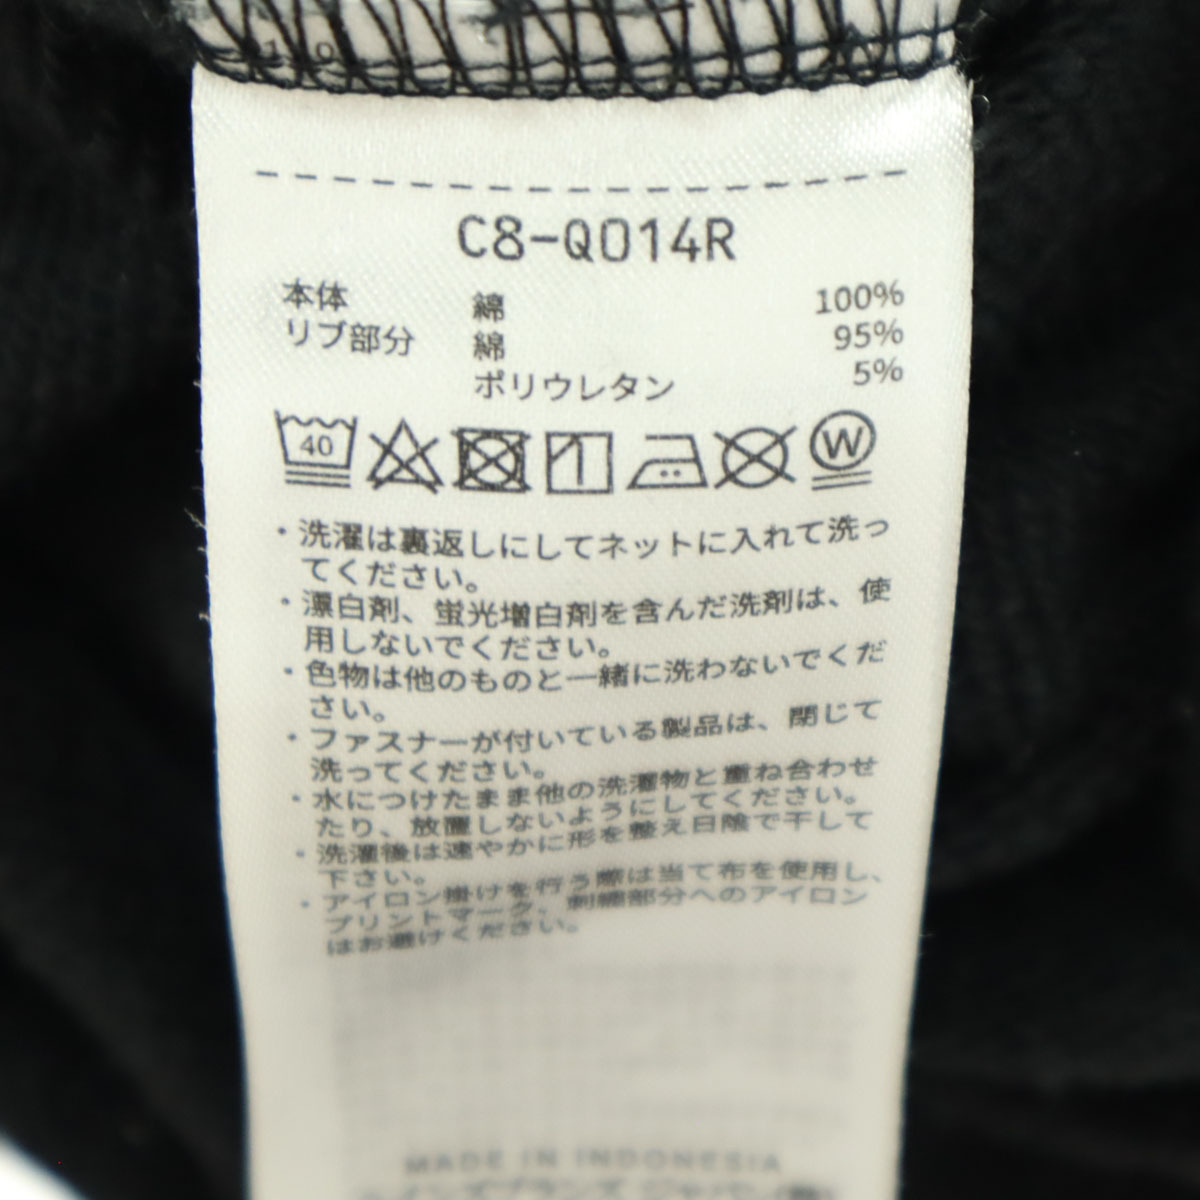 C8-Q014R
本体 綿 100%
リブ部分 綿 95%
ポリウレタン 5%
40 W
・洗濯は裏返しにしてネットに入れて洗っ
てください。
・漂白剤、蛍光増白剤を含んだ洗剤は、使
用しないでください。
・色物は他のものと一緒に洗わないでくだ
さい。
・ファスナーが付いている製品は、閉じて
洗ってください。
・水につけたまま他の洗濯物と重ね合わせ
たり、放置しないようにしてください。
・洗濯後は速やかに形を整え日陰で干して
下さい。
・アイロン掛けを行う際は当て布を使用し、
プリントマーク、刺繍部分へのアイロン
はお避けください。
MADE IN INDONESIA